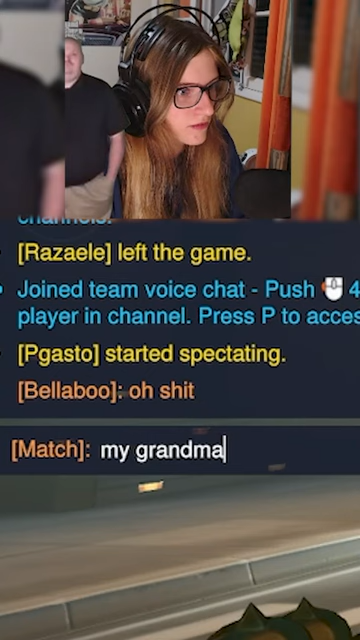 channels.
[Razaele] left the game.
Joined team voice chat - Push 4
player in channel. Press P to acces
[Pgasto] started spectating.
[Bellaboo]: oh shit
[Match]: my grandma